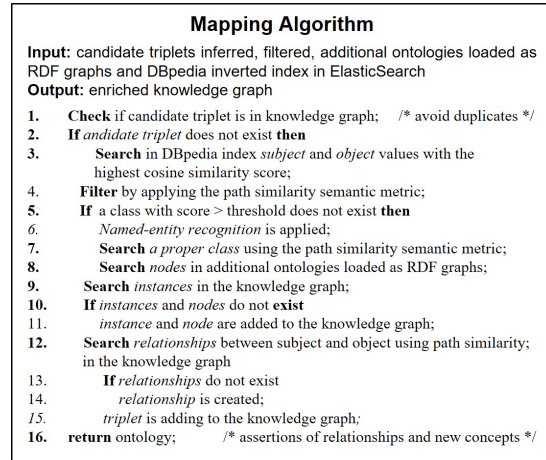 Mapping Algorithm
Input: candidate triplets inferred, filtered, additional ontologies loaded as
RDF graphs and DBpedia inverted index in ElasticSearch
Output: enriched knowledge graph
1. Check if candidate triplet is in knowledge graph; /* avoid duplicates */
2. If andidate triplet does not exist then
3. Search in DBpedia index subject and object values with the
highest cosine similarity score;
4. Filter by applying the path similarity semantic metric;
5. If a class with score > threshold does not exist then
6. Named-entity recognition is applied;
7. Search a proper class using the path similarity semantic metric;
8. Search nodes in additional ontologies loaded as RDF graphs;
9. Search instances in the knowledge graph;
10. If instances and nodes do not exist
11. instance and node are added to the knowledge graph;
12. Search relationships between subject and object using path similarity;
in the knowledge graph
13. If relationships do not exist
14. relationship is created;
15. triplet is adding to the knowledge graph;
16. return ontology; /* assertions of relationships and new concepts */